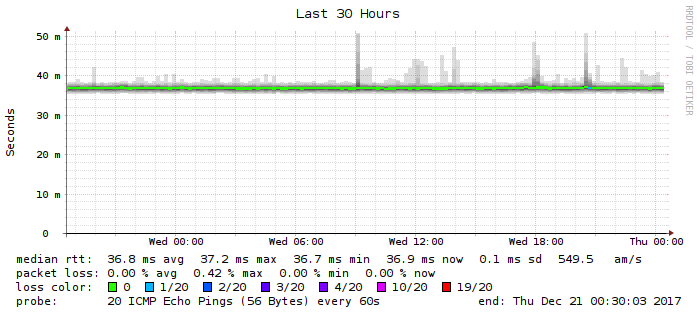 Last 30 Hours
RRDTOOL / TOBI OETIKER
Seconds
50 m
40 m
30 m
20 m
10 m
0
Wed 00:00 Wed 06:00 Wed 12:00 Wed 18:00 Thu 00:00
median rtt: 36.8 ms avg 37.2 ms max 36.7 ms min 36.9 ms now 0.1 ms sd 549.5 am/s
packet loss: 0.00 % avg 0.42 % max 0.00 % min 0.00 % now
loss color: 0 1/20 2/20 3/20 4/20 10/20 19/20
probe: 20 ICMP Echo Pings (56 Bytes) every 60s end: Thu Dec 21 00:30:03 2017